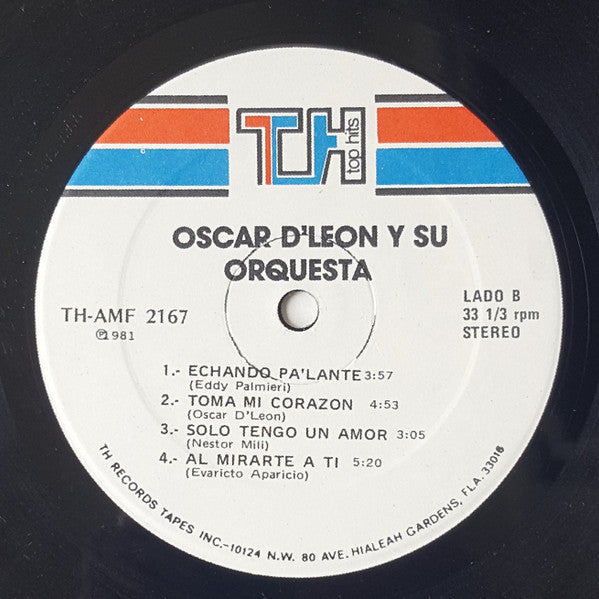 TH
top hits
OSCAR D'LEON Y SU
ORQUESTA
TH-AMF 2167
℗1981
LADO B
33 1/3 rpm
STEREO
1.- ECHANDO PA'LANTE 3:57
(Eddy Palmieri)
2.- TOMA MI CORAZON 4:53
(Oscar D'Leon)
3.- SOLO TENGO UN AMOR 3:05
(Nestor Mili)
4.- AL MIRARTE A TI 5:20
(Evaricto Aparicio)
TH RECORDS TAPES INC.-10124 N.W. 80 AVE. HIALEAH GARDENS, FLA. 33016